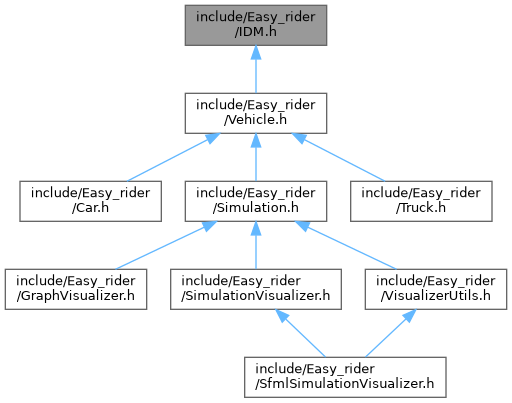 include/Easy_rider
/IDM.h
include/Easy_rider
/Vehicle.h
include/Easy_rider
/Car.h
include/Easy_rider
/Simulation.h
include/Easy_rider
/Truck.h
include/Easy_rider
/GraphVisualizer.h
include/Easy_rider
/SimulationVisualizer.h
include/Easy_rider
/VisualizerUtils.h
include/Easy_rider
/SfmlSimulationVisualizer.h